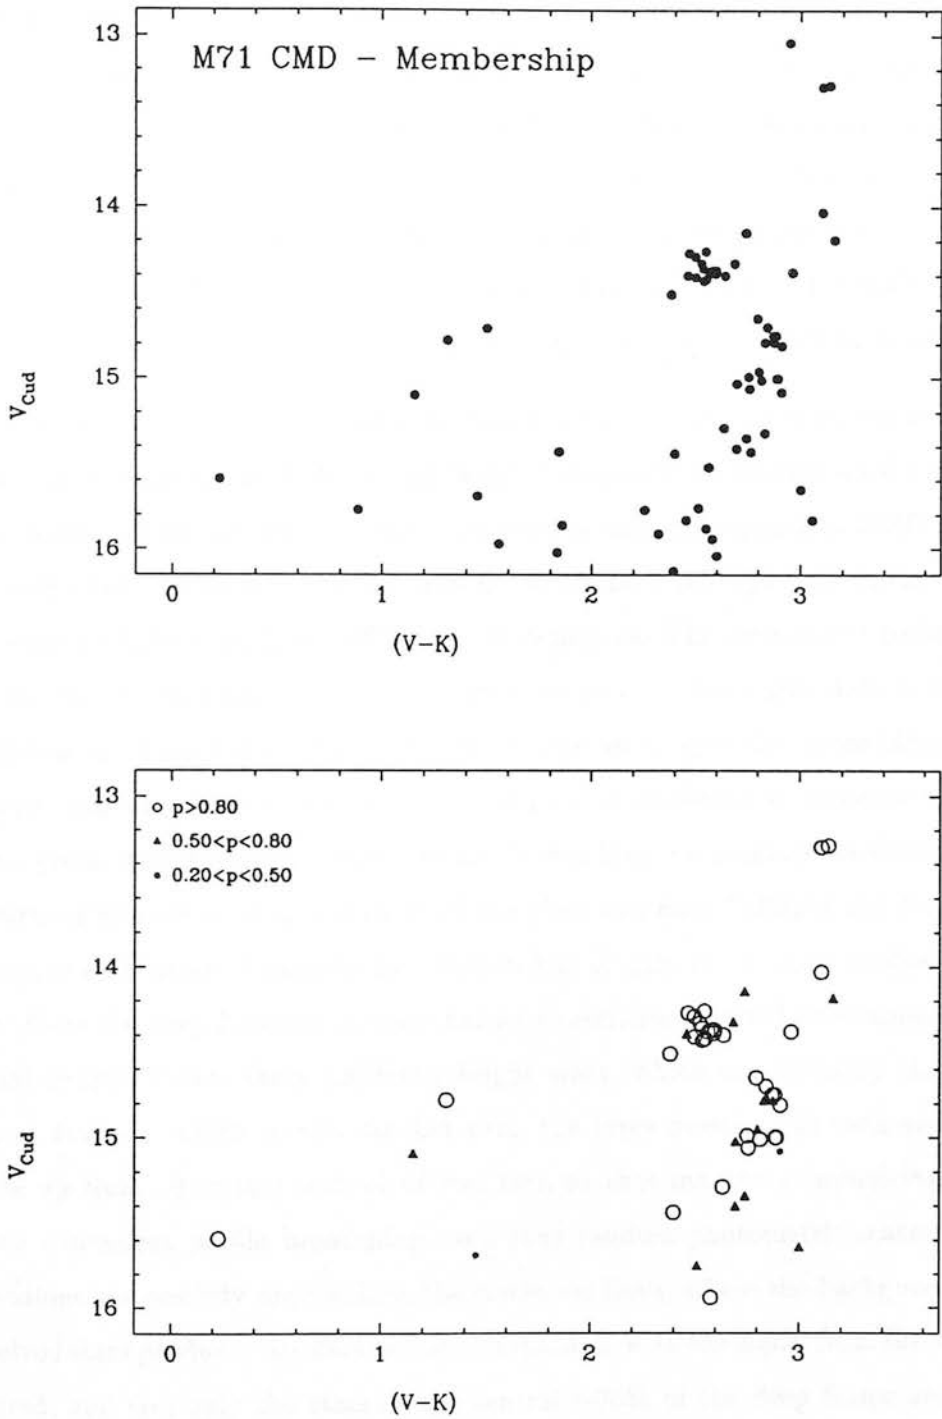 M71 CMD – Membership
13
14
15
16
V_Cud
0 1 2 3
(V−K)
○ p>0.80
▲ 0.50<p<0.80
• 0.20<p<0.50
13
14
15
16
V_Cud
0 1 2 3
(V−K)